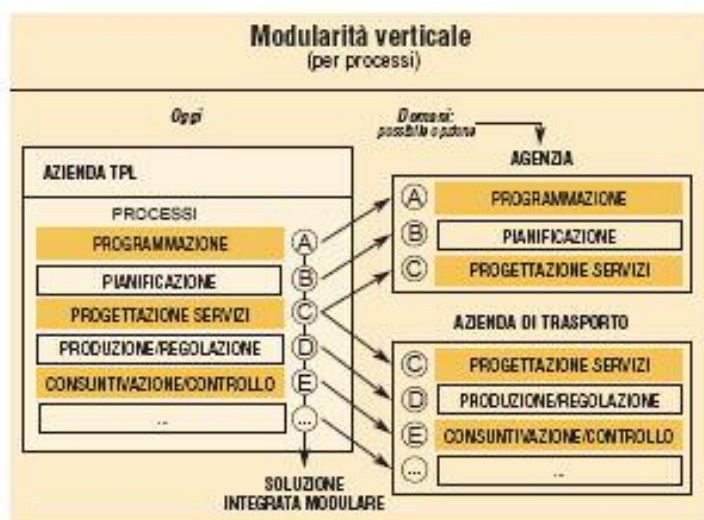 Modularità verticale
(per processi)
Oggi
Domani:
possibile opzione
AZIENDA TPL
PROCESSI
PROGRAMMAZIONE
A
PIANIFICAZIONE
B
PROGETTAZIONE SERVIZI
C
PRODUZIONE/REGOLAZIONE
D
CONSUNTIVAZIONE/CONTROLLO
E
...
...
SOLUZIONE
INTEGRATA MODULARE
AGENZIA
A
PROGRAMMAZIONE
B
PIANIFICAZIONE
C
PROGETTAZIONE SERVIZI
AZIENDA DI TRASPORTO
C
PROGETTAZIONE SERVIZI
D
PRODUZIONE/REGOLAZIONE
E
CONSUNTIVAZIONE/CONTROLLO
...
...